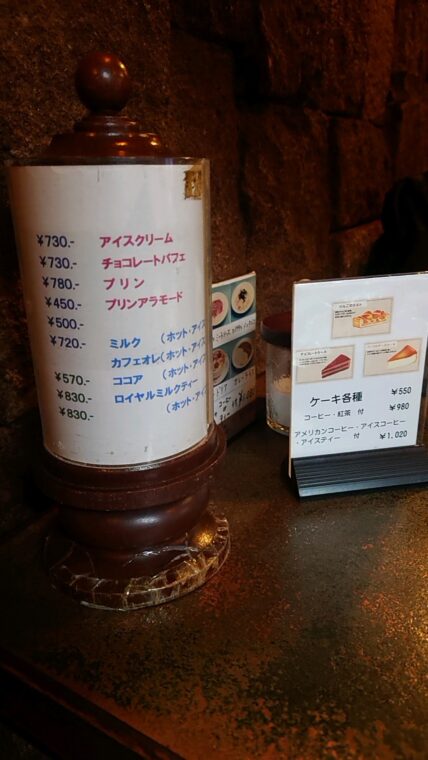 ¥730-
¥730-
¥780-
¥450-
¥500-
¥720-
¥570-
¥830-
¥830-
アイスクリーム
チョコレートパフェ
プリン
プリンアラモード
ミルク (ホット・アイス
カフェオレ(ホット・アイ
ココア (ホット・アイス
ロイヤルミルクティー
(ホット・アイ
ケーキ各種 ¥550
コーヒー・紅茶 付 ¥980
アメリカンコーヒー・アイスコーヒー
・アイスティー 付 ¥1,020